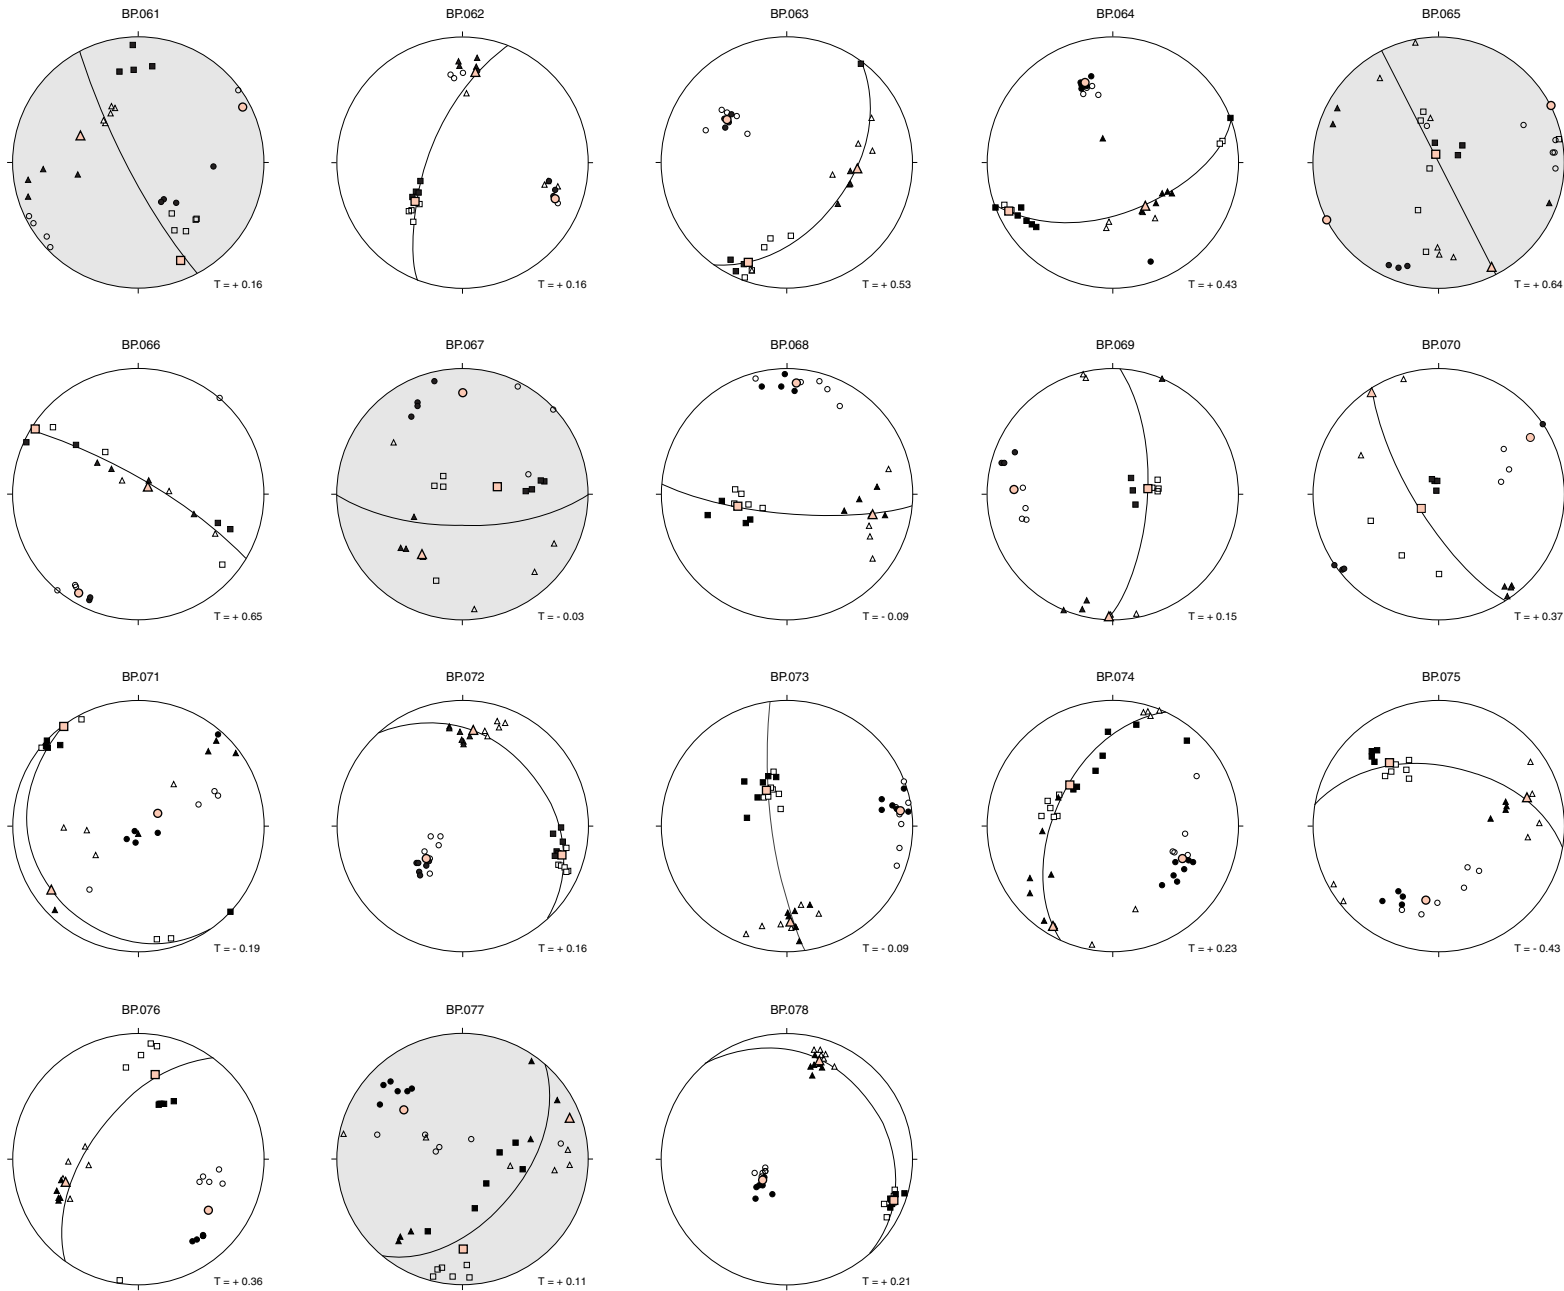 BP.061
BP.062
BP.063
BP.064
BP.065
T = + 0.16
T = + 0.16
T = + 0.53
T = + 0.43
T = + 0.64
BP.066
BP.067
BP.068
BP.069
BP.070
T = + 0.65
T = - 0.03
T = - 0.09
T = + 0.15
T = + 0.37
BP.071
BP.072
BP.073
BP.074
BP.075
T = - 0.19
T = + 0.16
T = - 0.09
T = + 0.23
T = - 0.43
BP.076
BP.077
BP.078
T = + 0.36
T = + 0.11
T = + 0.21